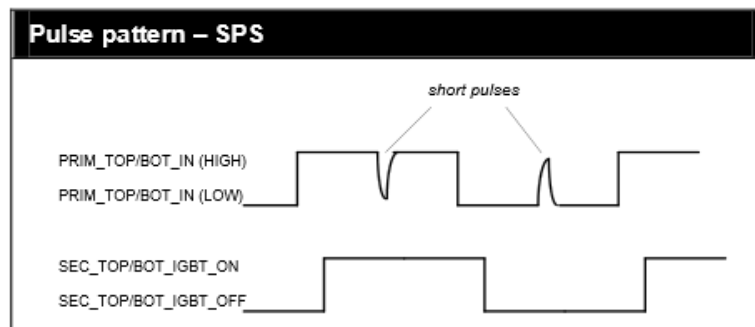 Pulse pattern – SPS
short pulses
PRIM_TOP/BOT_IN (HIGH)
PRIM_TOP/BOT_IN (LOW)
SEC_TOP/BOT_IGBT_ON
SEC_TOP/BOT_IGBT_OFF